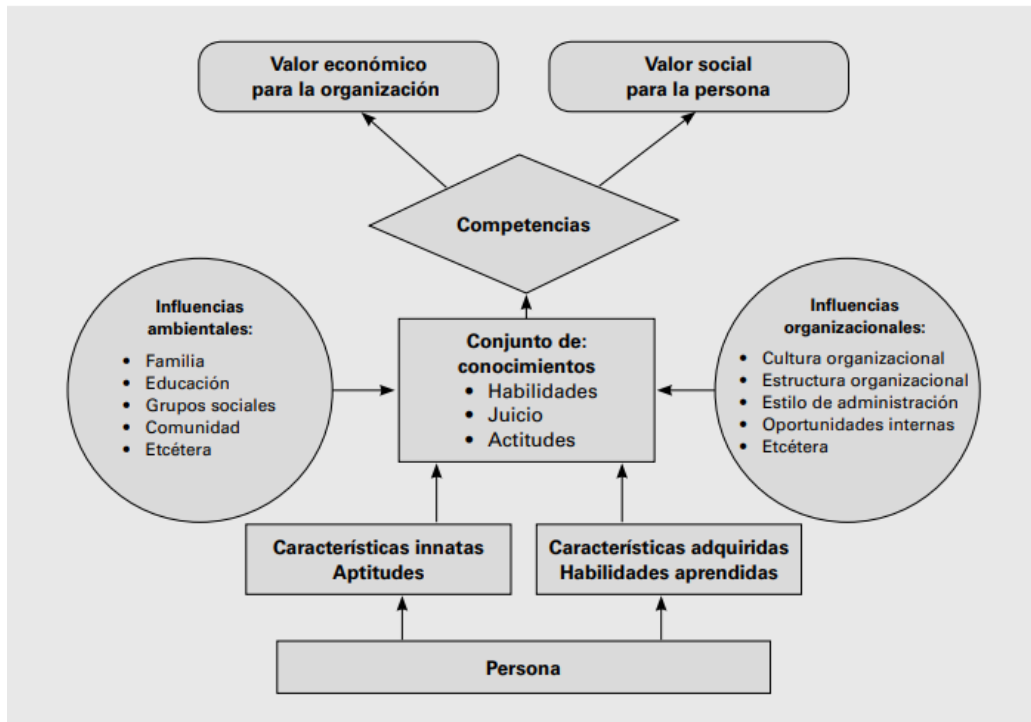 Valor económico
para la organización
Valor social
para la persona
Competencias
Influencias
ambientales:
• Familia
• Educación
• Grupos sociales
• Comunidad
• Etcétera
Conjunto de:
conocimientos
• Habilidades
• Juicio
• Actitudes
Influencias
organizacionales:
• Cultura organizacional
• Estructura organizacional
• Estilo de administración
• Oportunidades internas
• Etcétera
Características innatas
Aptitudes
Características adquiridas
Habilidades aprendidas
Persona